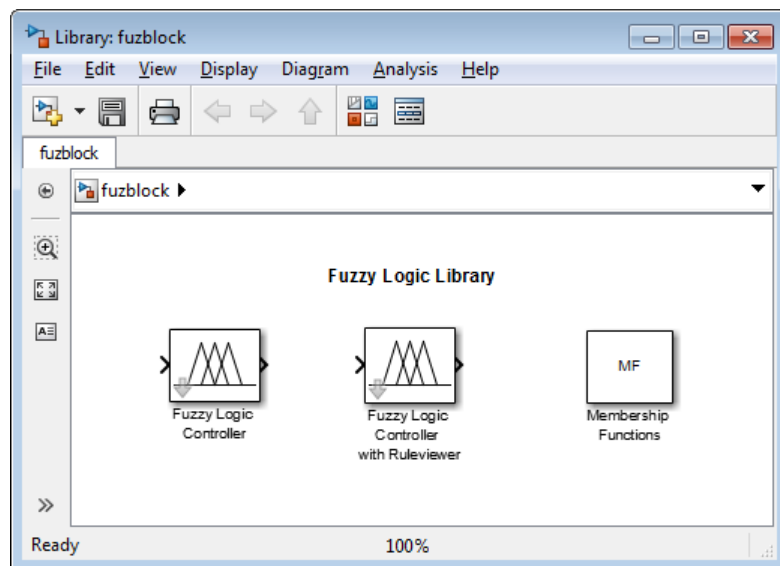 Library: fuzblock
File Edit View Display Diagram Analysis Help
fuzblock
fuzblock
Fuzzy Logic Library
MF
Fuzzy Logic
Controller
Fuzzy Logic
Controller
with Ruleviewer
Membership
Functions
Ready 100%